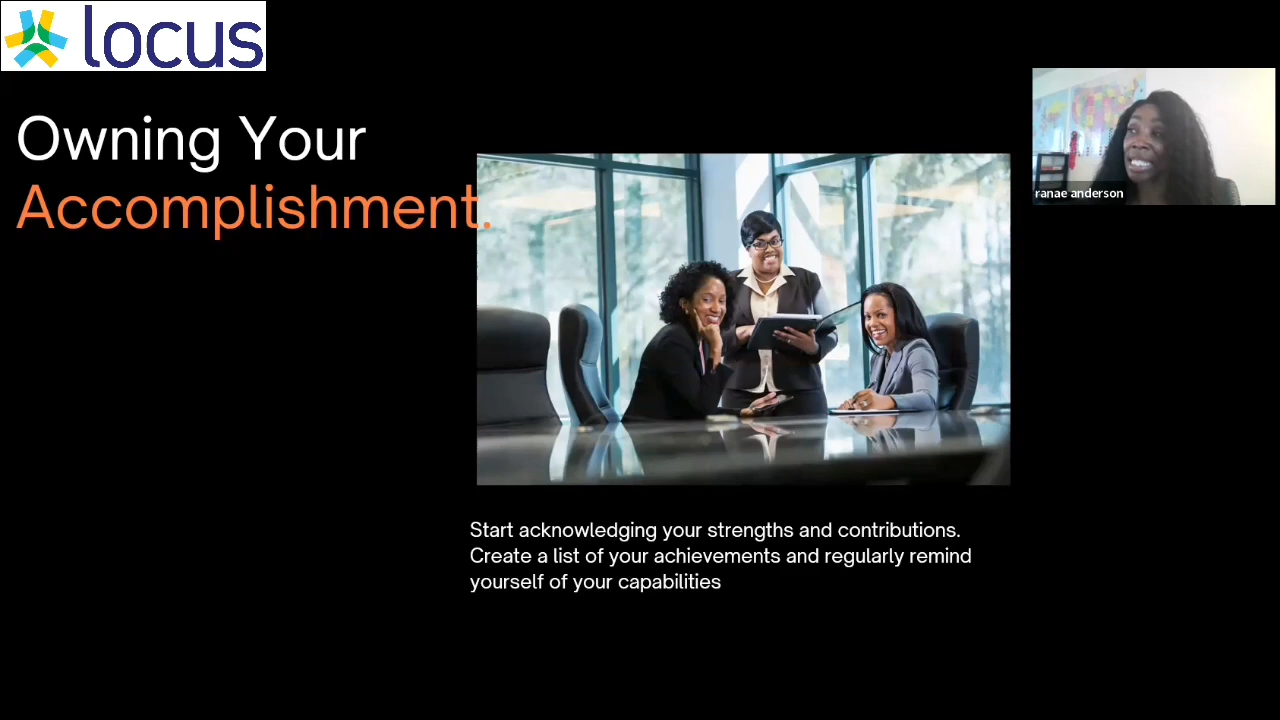 locus
Owning Your
Accomplishment.
ranae anderson
Start acknowledging your strengths and contributions.
Create a list of your achievements and regularly remind
yourself of your capabilities